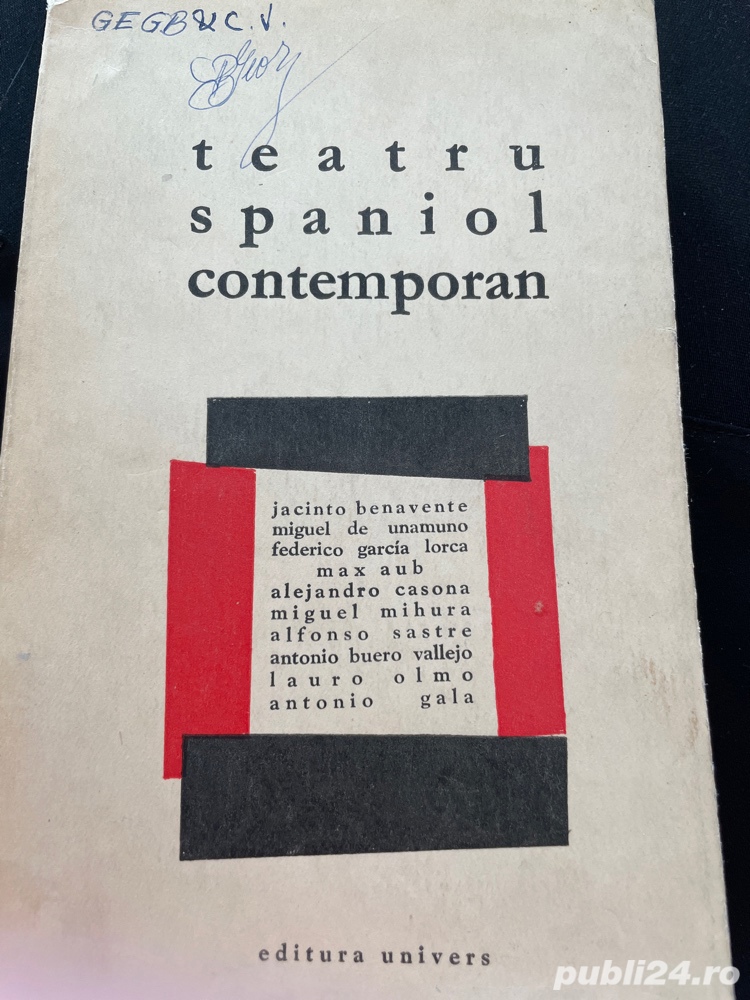 GEGB & C.V.
teatru
spaniol
contemporan
jacinto benavente
miguel de unamuno
federico garcía lorca
max aub
alejandro casona
miguel mihura
alfonso sastre
antonio buero vallejo
lauro olmo
antonio gala
editura univers
publi24.ro